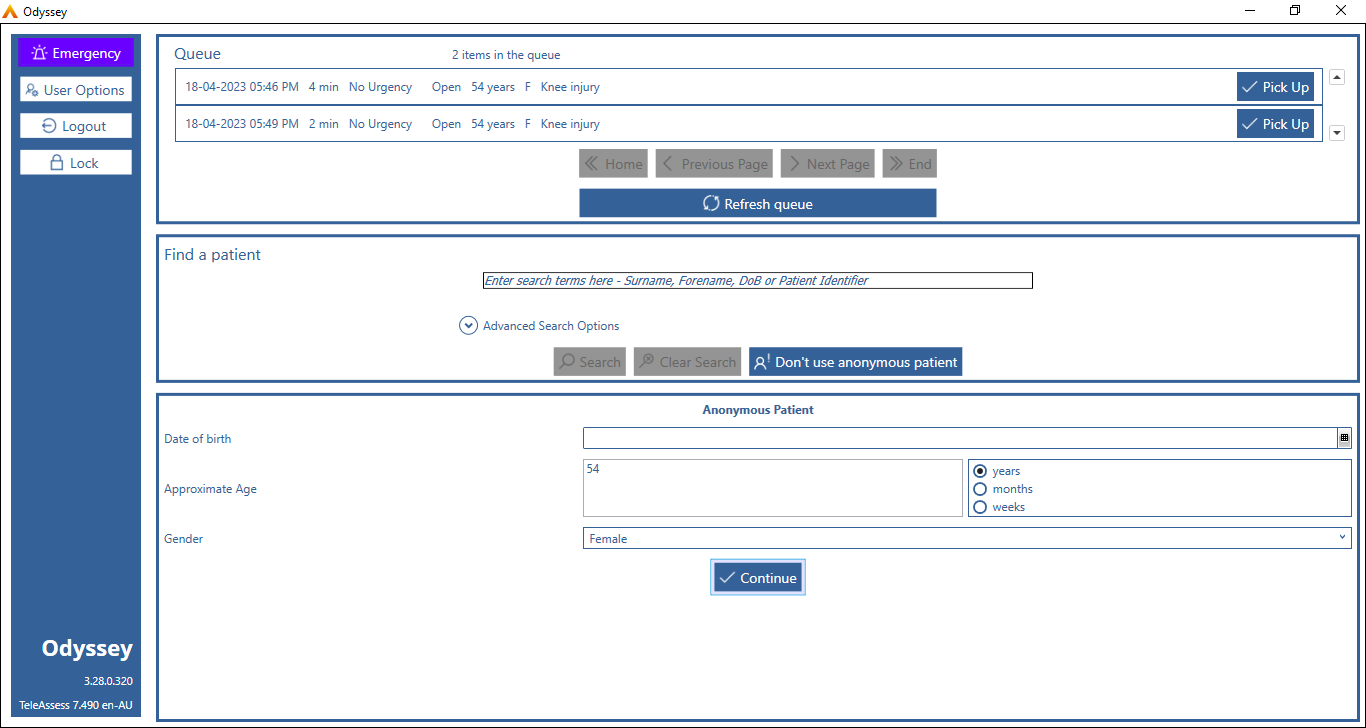 Odyssey
Emergency
User Options
Logout
Lock
Queue 2 items in the queue
18-04-2023 05:46 PM 4 min No Urgency Open 54 years F Knee injury Pick Up
18-04-2023 05:49 PM 2 min No Urgency Open 54 years F Knee injury Pick Up
Home Previous Page Next Page End
Refresh queue
Find a patient
Enter search terms here - Surname, Forename, DoB or Patient Identifier
Advanced Search Options
Search Clear Search Don't use anonymous patient
Anonymous Patient
Date of birth
Approximate Age 54
years
months
weeks
Gender Female
Continue
Odyssey
3.28.0.320
TeleAssess 7.490 en-AU